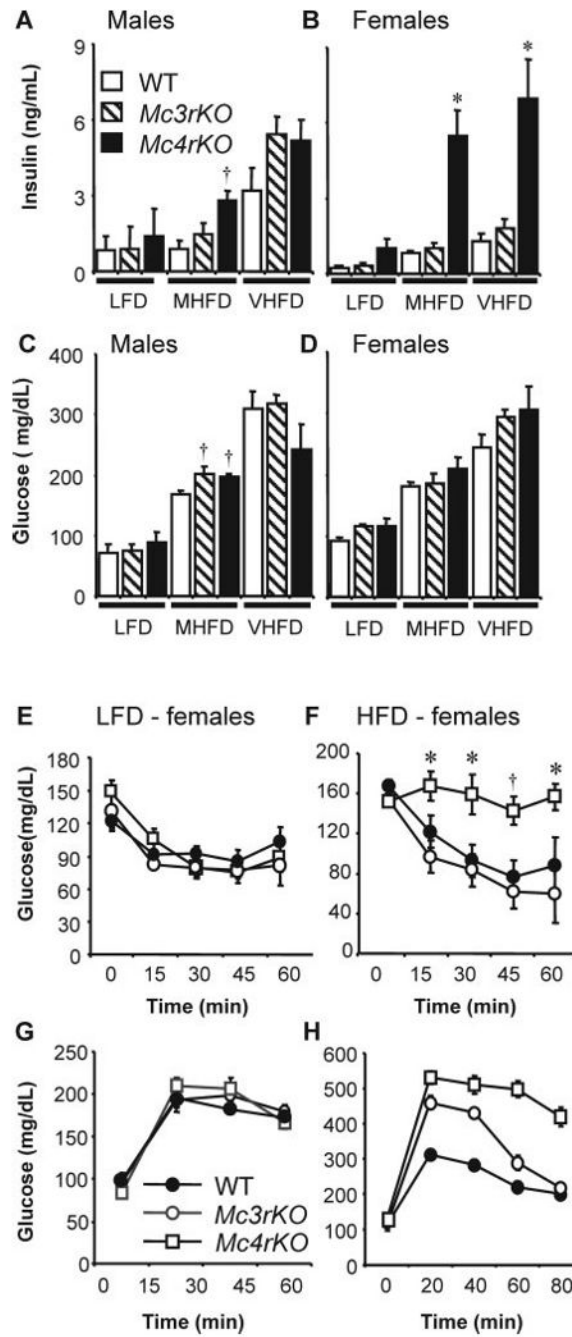 A Males
B Females
Insulin (ng/mL)
9
6
3
0
WT
Mc3rKO
Mc4rKO
†
*
*
LFD MHFD VHFD
LFD MHFD VHFD
C Males
D Females
Glucose ( mg/dL)
400
300
200
100
0
† †
LFD MHFD VHFD
LFD MHFD VHFD
E LFD - females
F HFD - females
Glucose(mg/dL)
180
150
120
90
60
30
0
0 15 30 45 60
Time (min)
200
160
120
80
40
0
* * † *
0 15 30 45 60
Time (min)
G
H
Glucose (mg/dL)
250
200
150
100
50
0
WT
Mc3rKO
Mc4rKO
0 20 40 60
Time (min)
600
500
400
300
200
100
0
0 20 40 60 80
Time (min)